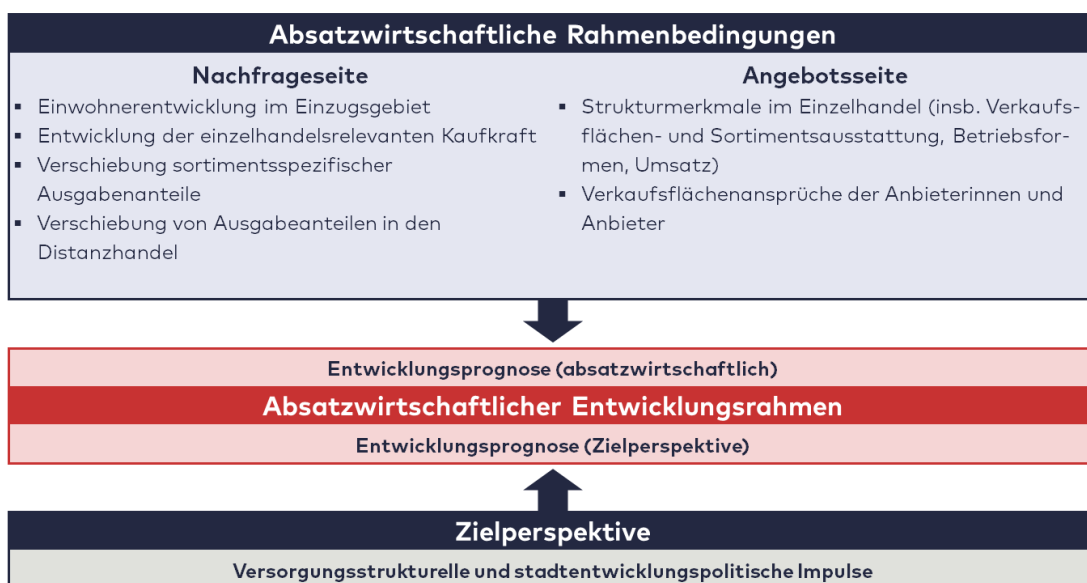 Absatzwirtschaftliche Rahmenbedingungen
Nachfrageseite
▪ Einwohnerentwicklung im Einzugsgebiet
▪ Entwicklung der einzelhandelsrelevanten Kaufkraft
▪ Verschiebung sortimentsspezifischer
Ausgabenanteile
▪ Verschiebung von Ausgabeanteilen in den
Distanzhandel
Angebotsseite
▪ Strukturmerkmale im Einzelhandel (insb. Verkaufs-
flächen- und Sortimentsausstattung, Betriebsfor-
men, Umsatz)
▪ Verkaufsflächenansprüche der Anbieterinnen und
Anbieter
Entwicklungsprognose (absatzwirtschaftlich)
Absatzwirtschaftlicher Entwicklungsrahmen
Entwicklungsprognose (Zielperspektive)
Zielperspektive
Versorgungsstrukturelle und stadtentwicklungspolitische Impulse